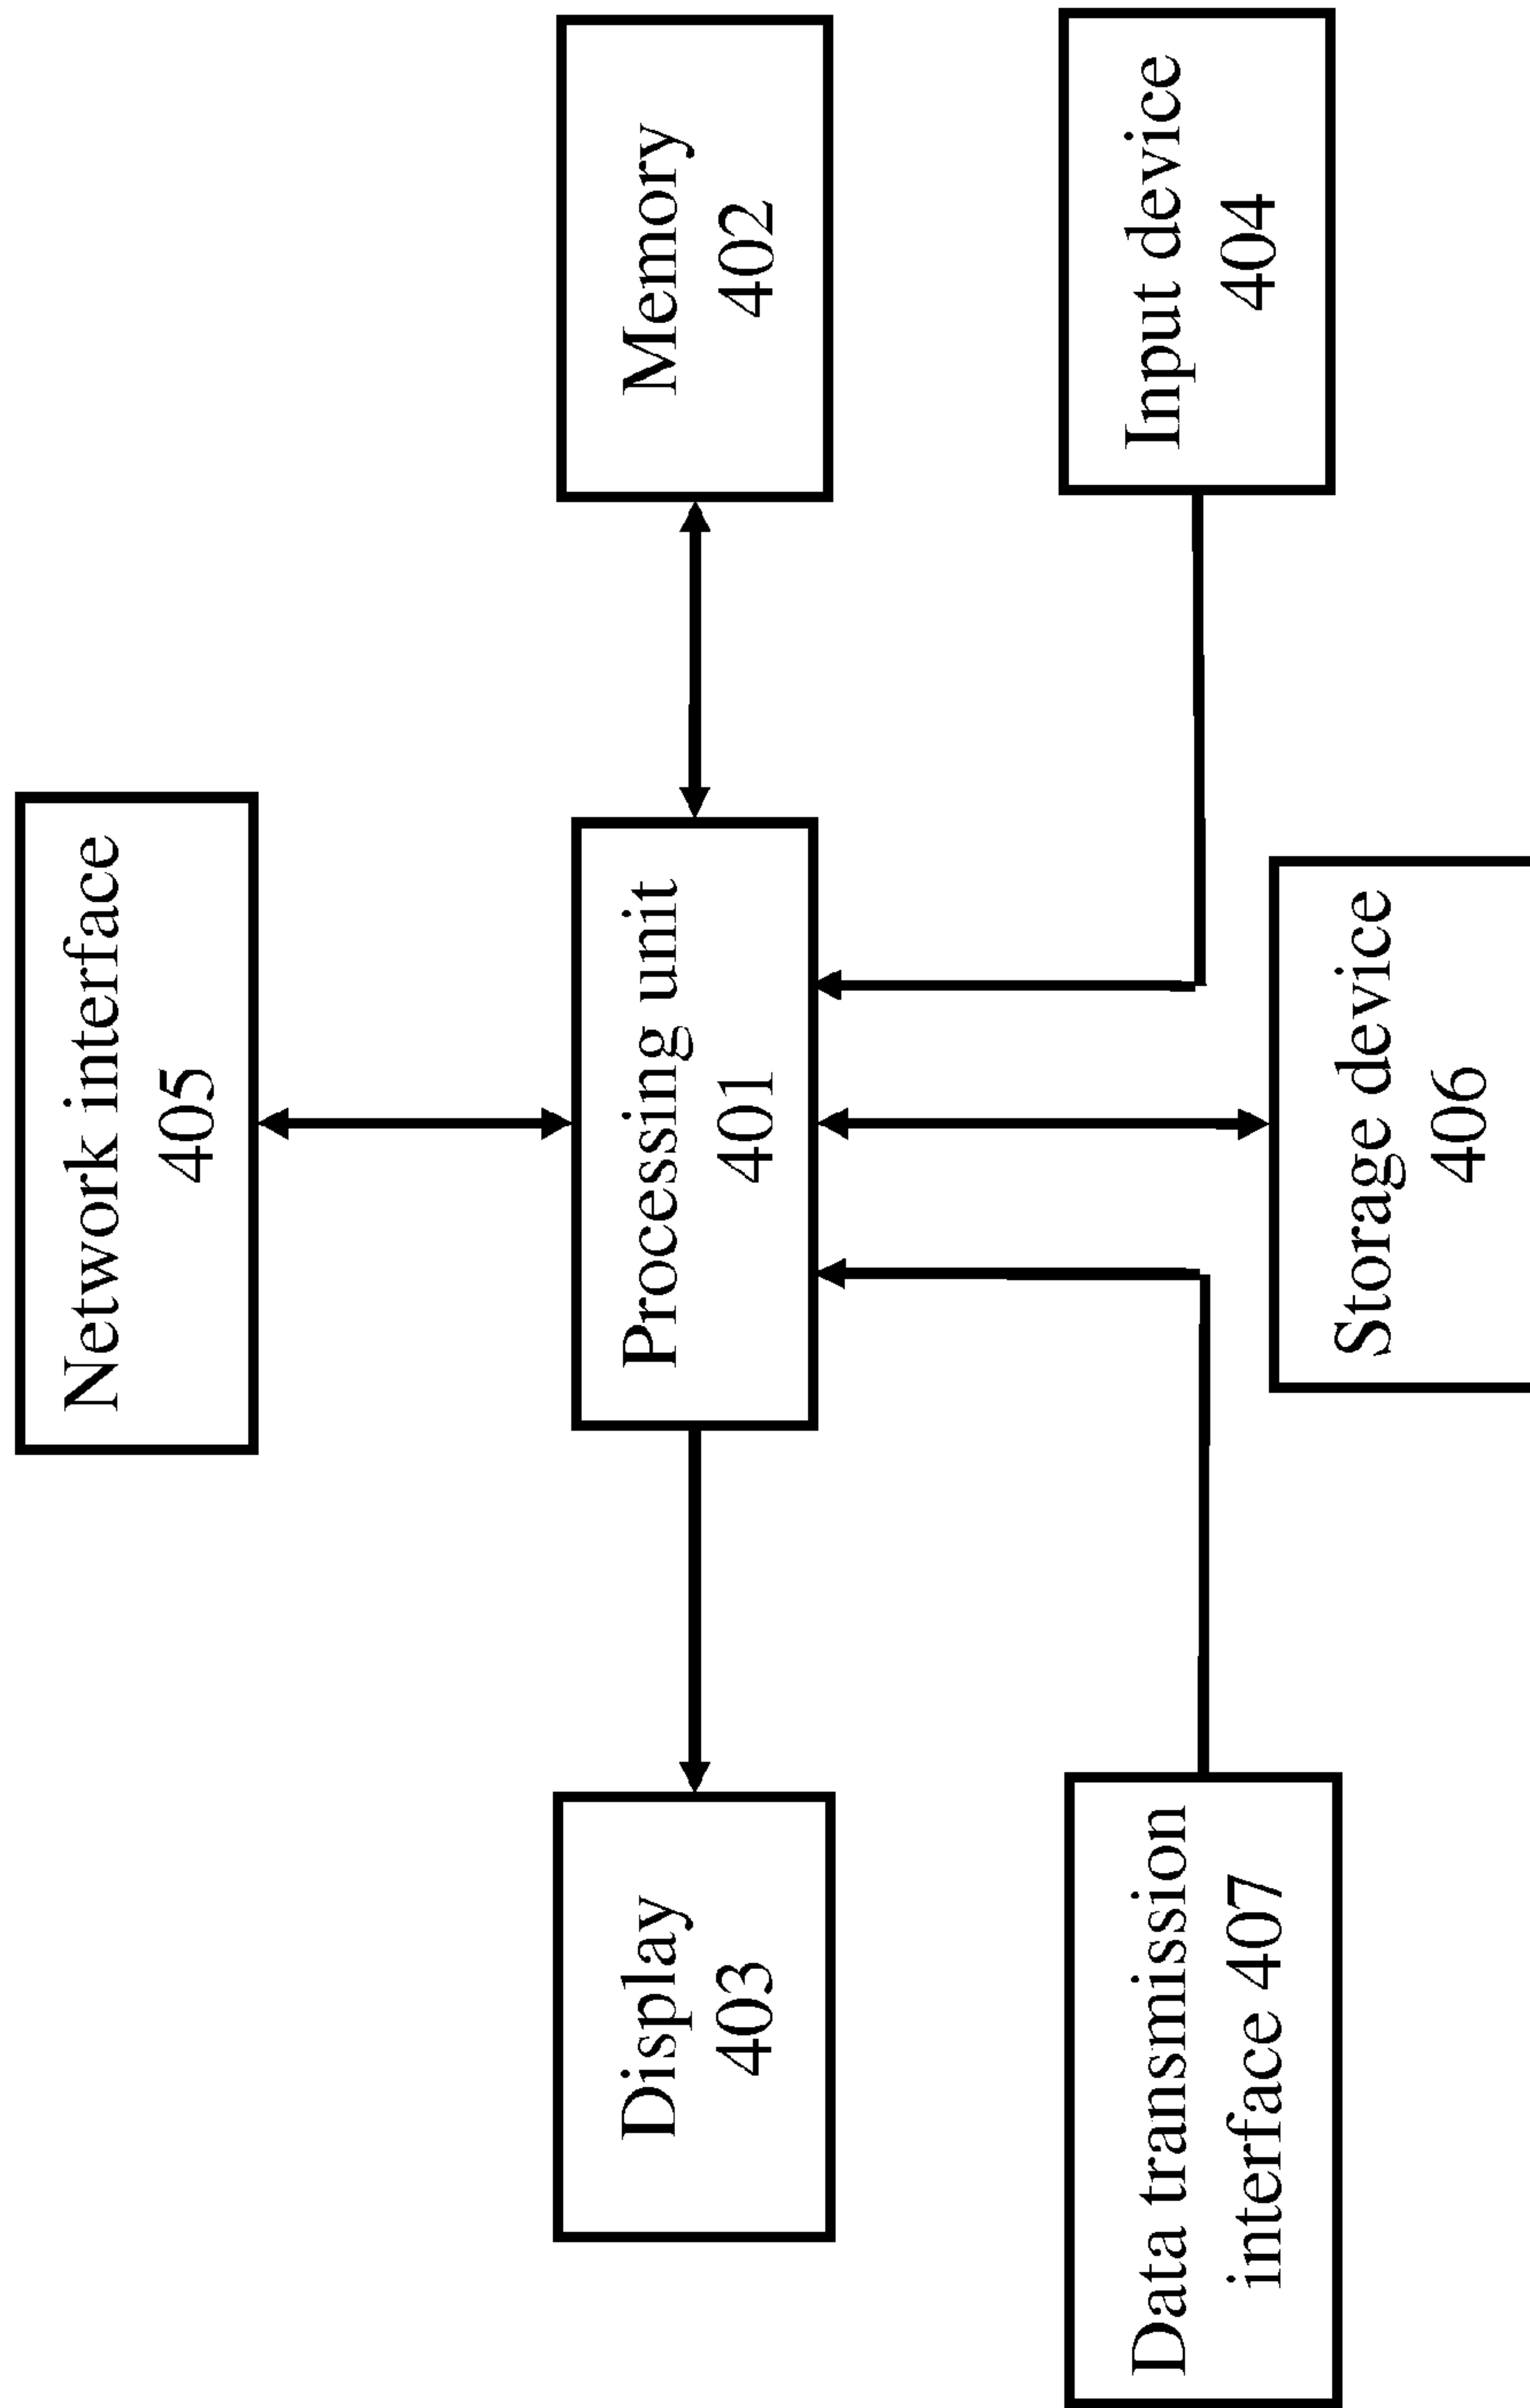 Network interface
405
Display
403
Processing unit
401
Memory
402
Data transmission
interface 407
Input device
404
Storage device
406